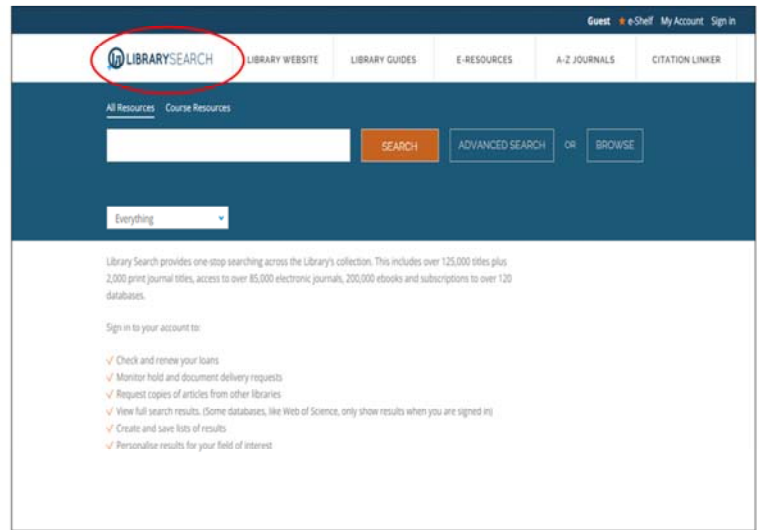 Guest ★ e-Shelf My Account Sign in
LIBRARYSEARCH LIBRARY WEBSITE LIBRARY GUIDES E-RESOURCES A-Z JOURNALS CITATION LINKER
All Resources Course Resources
SEARCH ADVANCED SEARCH OR BROWSE
Everything
Library Search provides one-stop searching across the Library's collection. This includes over 125,000 titles plus
2,000 print journal titles, access to over 85,000 electronic journals, 200,000 ebooks and subscriptions to over 120
databases.
Sign in to your account to:
√ Check and renew your loans
√ Monitor hold and document delivery requests
√ Request copies of articles from other libraries
√ View full search results. (Some databases, like Web of Science, only show results when you are signed in)
√ Create and save lists of results
√ Personalise results for your field of interest